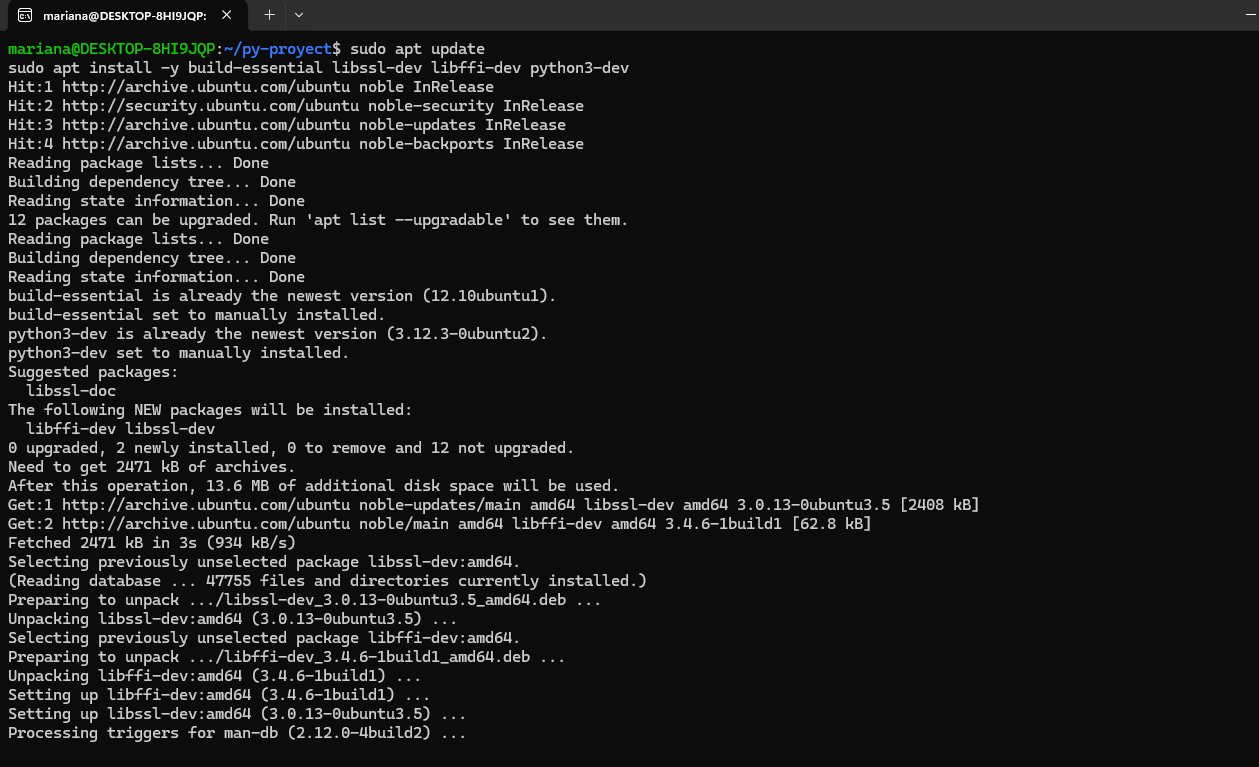 mariana@DESKTOP-8HI9JQP:
mariana@DESKTOP-8HI9JQP:~/py-proyect$ sudo apt update
sudo apt install -y build-essential libssl-dev libffi-dev python3-dev
Hit:1 http://archive.ubuntu.com/ubuntu noble InRelease
Hit:2 http://security.ubuntu.com/ubuntu noble-security InRelease
Hit:3 http://archive.ubuntu.com/ubuntu noble-updates InRelease
Hit:4 http://archive.ubuntu.com/ubuntu noble-backports InRelease
Reading package lists... Done
Building dependency tree... Done
Reading state information... Done
12 packages can be upgraded. Run 'apt list --upgradable' to see them.
Reading package lists... Done
Building dependency tree... Done
Reading state information... Done
build-essential is already the newest version (12.10ubuntu1).
build-essential set to manually installed.
python3-dev is already the newest version (3.12.3-0ubuntu2).
python3-dev set to manually installed.
Suggested packages:
  libssl-doc
The following NEW packages will be installed:
  libffi-dev libssl-dev
0 upgraded, 2 newly installed, 0 to remove and 12 not upgraded.
Need to get 2471 kB of archives.
After this operation, 13.6 MB of additional disk space will be used.
Get:1 http://archive.ubuntu.com/ubuntu noble-updates/main amd64 libssl-dev amd64 3.0.13-0ubuntu3.5 [2408 kB]
Get:2 http://archive.ubuntu.com/ubuntu noble/main amd64 libffi-dev amd64 3.4.6-1build1 [62.8 kB]
Fetched 2471 kB in 3s (934 kB/s)
Selecting previously unselected package libssl-dev:amd64.
(Reading database ... 47755 files and directories currently installed.)
Preparing to unpack .../libssl-dev_3.0.13-0ubuntu3.5_amd64.deb ...
Unpacking libssl-dev:amd64 (3.0.13-0ubuntu3.5) ...
Selecting previously unselected package libffi-dev:amd64.
Preparing to unpack .../libffi-dev_3.4.6-1build1_amd64.deb ...
Unpacking libffi-dev:amd64 (3.4.6-1build1) ...
Setting up libffi-dev:amd64 (3.4.6-1build1) ...
Setting up libssl-dev:amd64 (3.0.13-0ubuntu3.5) ...
Processing triggers for man-db (2.12.0-4build2) ...